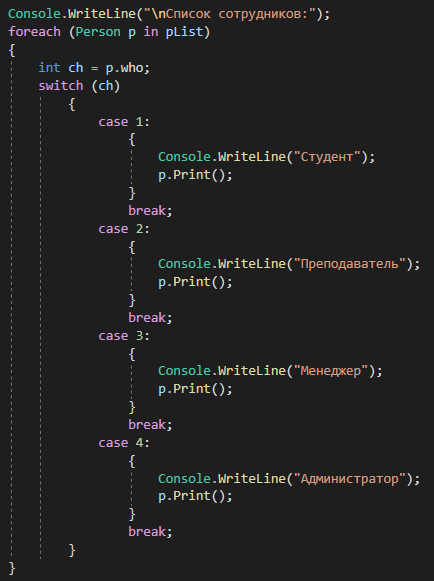 Console.WriteLine("\nСписок сотрудников:");
foreach (Person p in pList)
{
int ch = p.who;
switch (ch)
{
case 1:
{
Console.WriteLine("Студент");
p.Print();
}
break;
case 2:
{
Console.WriteLine("Преподаватель");
p.Print();
}
break;
case 3:
{
Console.WriteLine("Менеджер");
p.Print();
}
break;
case 4:
{
Console.WriteLine("Администратор");
p.Print();
}
break;
}
}